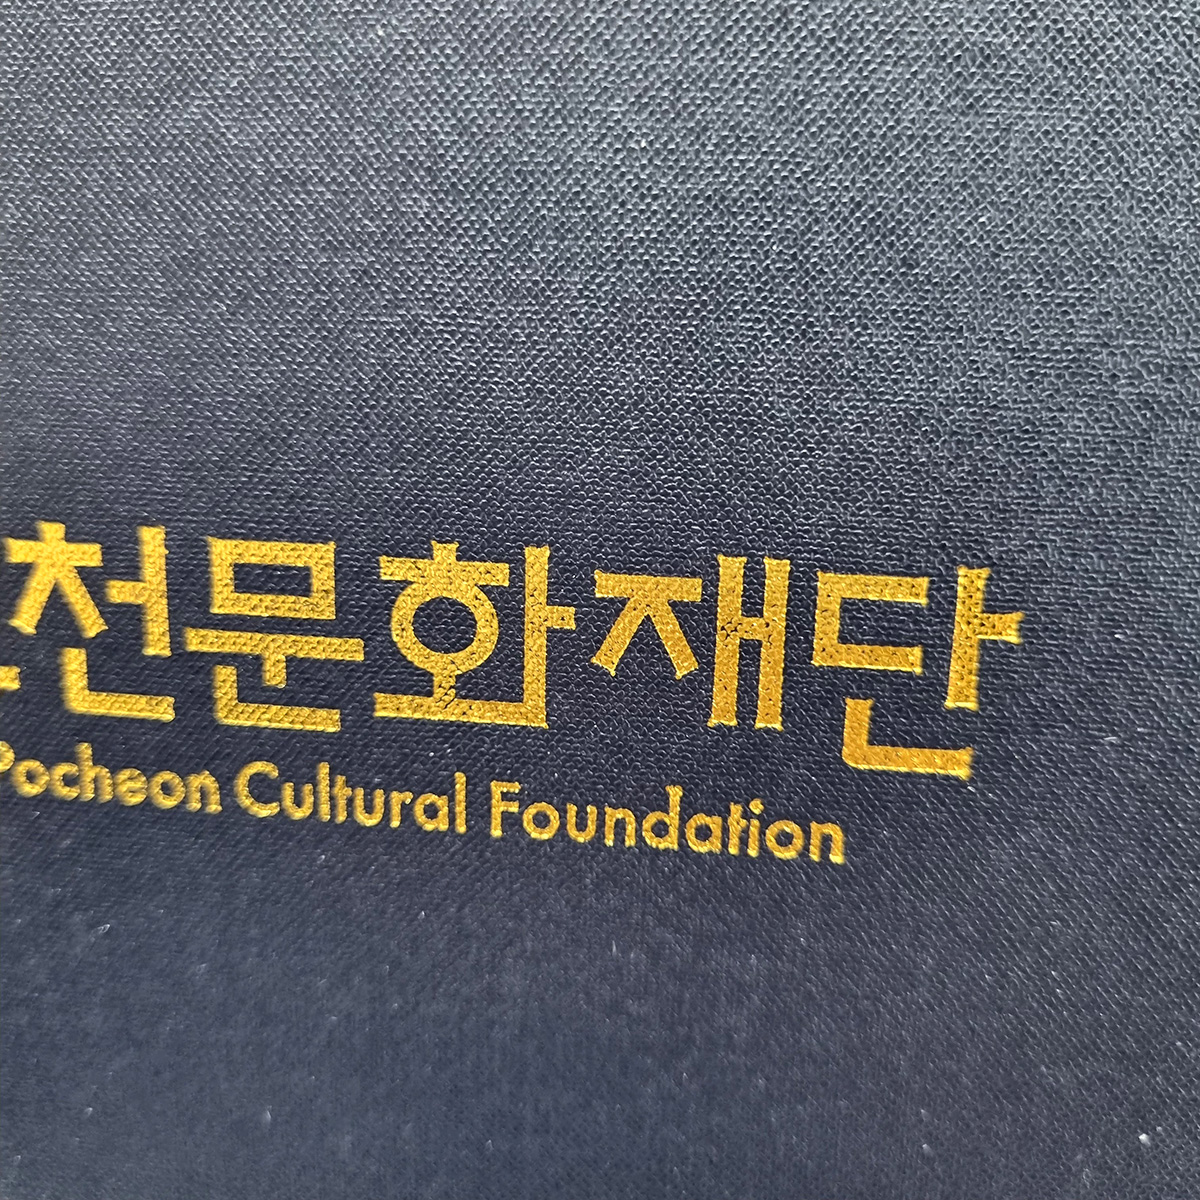 천문화재단
Pocheon Cultural Foundation